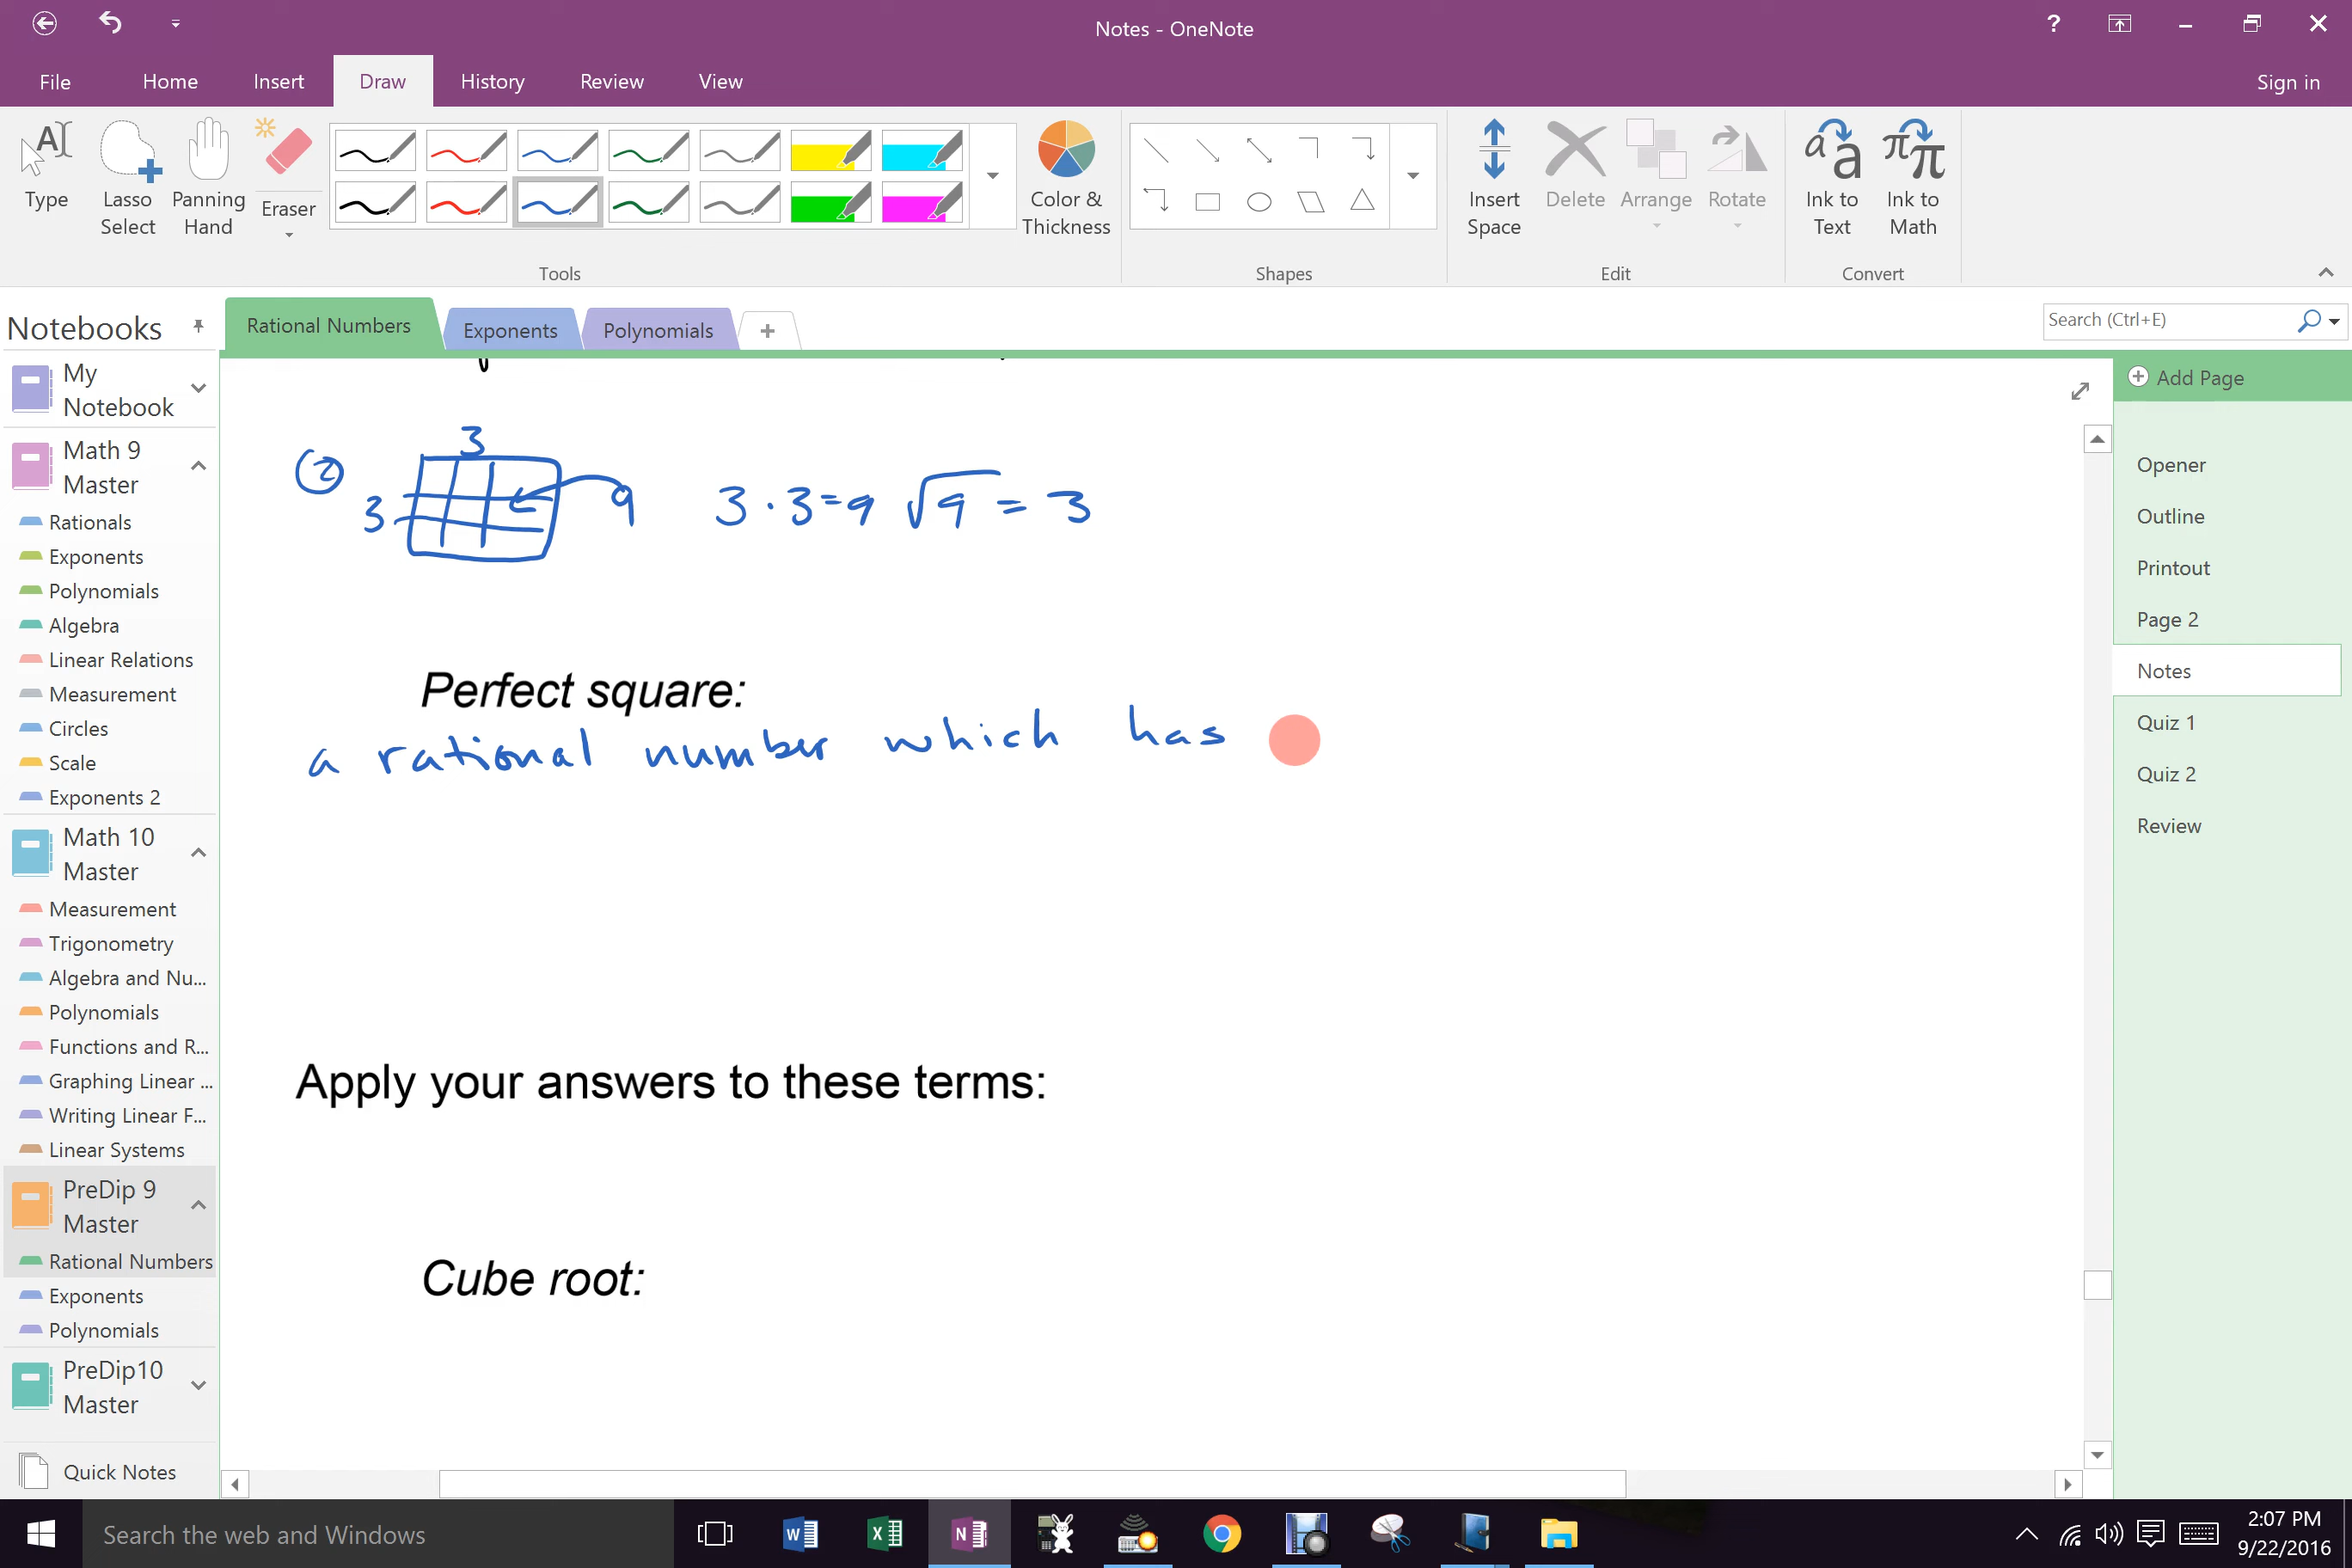 Notes - OneNote
?
File Home Insert Draw History Review View Sign in
Type
Lasso Select
Panning Hand
Eraser
Color & Thickness
Insert Space
Delete
Arrange
Rotate
Ink to Text
Ink to Math
Tools Shapes Edit Convert
Notebooks
Rational Numbers Exponents Polynomials +
Search (Ctrl+E)
My Notebook
Math 9 Master
Rationals
Exponents
Polynomials
Algebra
Linear Relations
Measurement
Circles
Scale
Exponents 2
Math 10 Master
Measurement
Trigonometry
Algebra and Nu...
Polynomials
Functions and R...
Graphing Linear ...
Writing Linear F...
Linear Systems
PreDip 9 Master
Rational Numbers
Exponents
Polynomials
PreDip10 Master
Quick Notes
② 3
3 9 3 · 3 = 9 √9 = 3
Perfect square:
a rational number which has
Apply your answers to these terms:
Cube root:
Add Page
Opener
Outline
Printout
Page 2
Notes
Quiz 1
Quiz 2
Review
Search the web and Windows
2:07 PM
9/22/2016